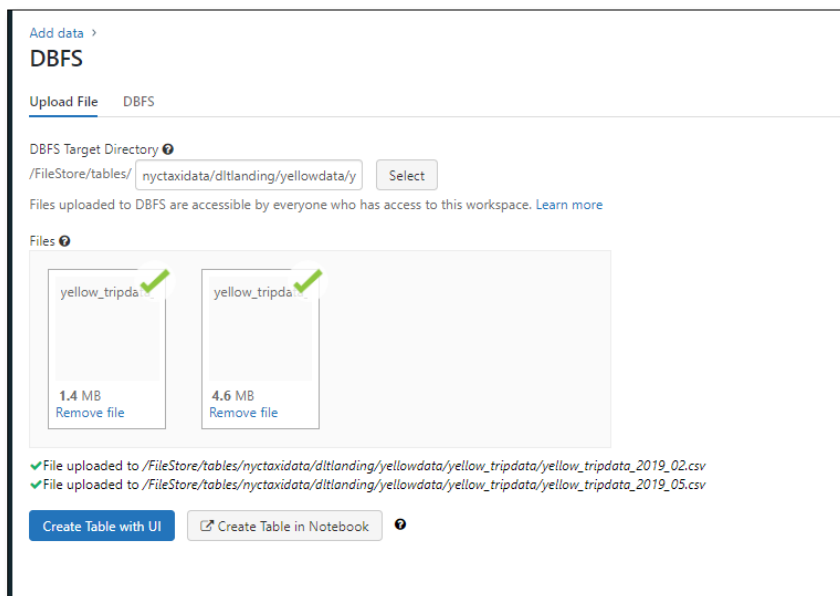 Add data >
DBFS
Upload File DBFS
DBFS Target Directory
/FileStore/tables/ nyctaxidata/dltlanding/yellowdata/y Select
Files uploaded to DBFS are accessible by everyone who has access to this workspace. Learn more
Files
yellow_tripda yellow_tripda
1.4 MB 4.6 MB
Remove file Remove file
File uploaded to /FileStore/tables/nyctaxidata/dltlanding/yellowdata/yellow_tripdata/yellow_tripdata_2019_02.csv
File uploaded to /FileStore/tables/nyctaxidata/dltlanding/yellowdata/yellow_tripdata/yellow_tripdata_2019_05.csv
Create Table with UI Create Table in Notebook